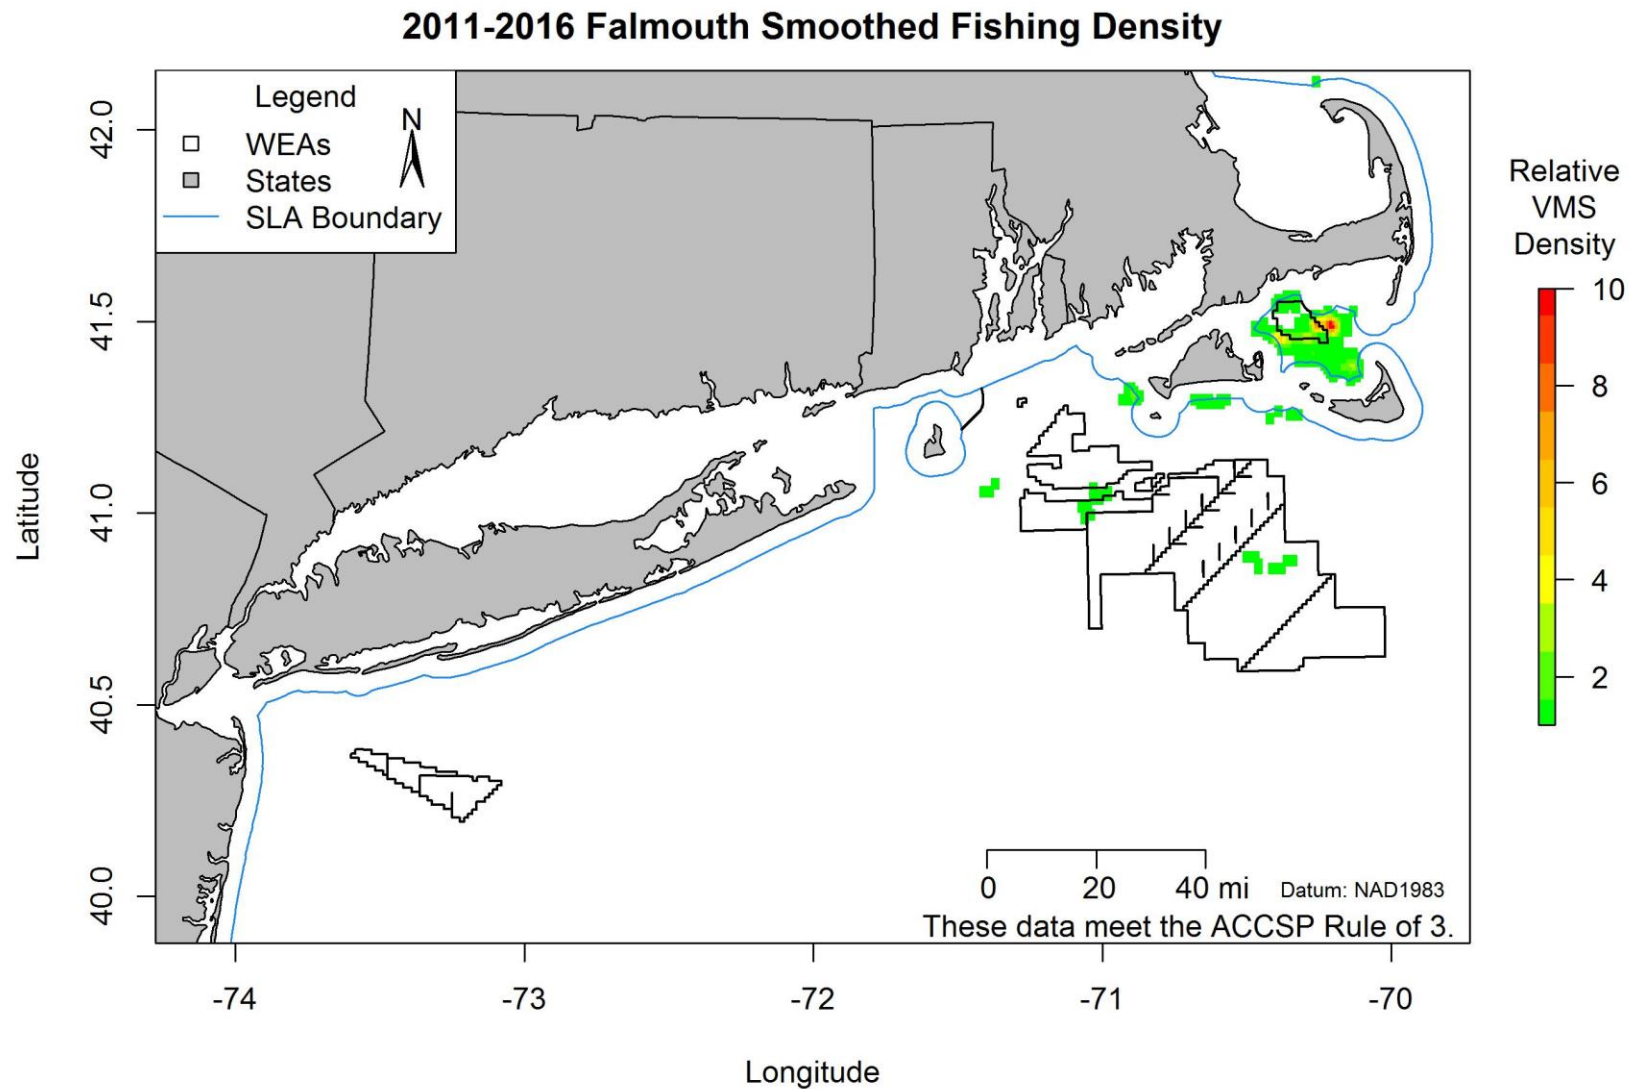 2011-2016 Falmouth Smoothed Fishing Density
Legend
N
WEAs
States
SLA Boundary
Relative
VMS
Density
10
8
6
4
2
Latitude
42.0
41.5
41.0
40.5
40.0
0 20 40 mi Datum: NAD1983
These data meet the ACCSP Rule of 3.
-74 -73 -72 -71 -70
Longitude